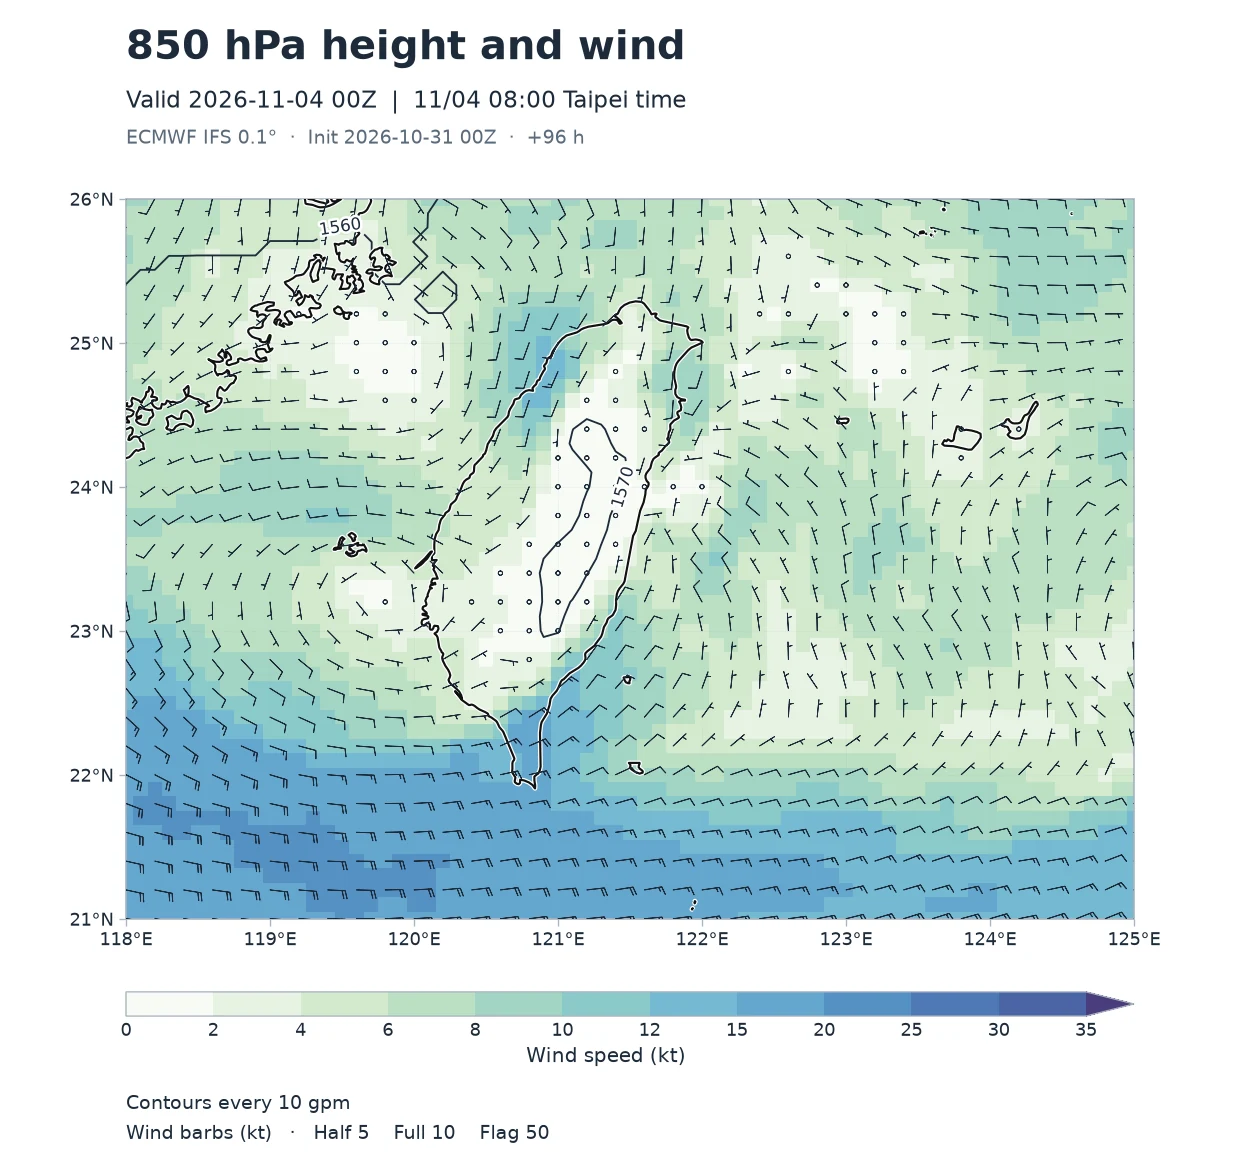 850 hPa height and wind
Valid 2026-11-04 00Z | 11/04 08:00 Taipei time
ECMWF IFS 0.1° · Init 2026-10-31 00Z · +96 h
26°N
1560
25°N
24°N
1570
23°N
22°N
21°N
118°E 119°E 120°E 121°E 122°E 123°E 124°E 125°E
0 2 4 6 8 10 12 15 20 25 30 35
Wind speed (kt)
Contours every 10 gpm
Wind barbs (kt) · Half 5 Full 10 Flag 50